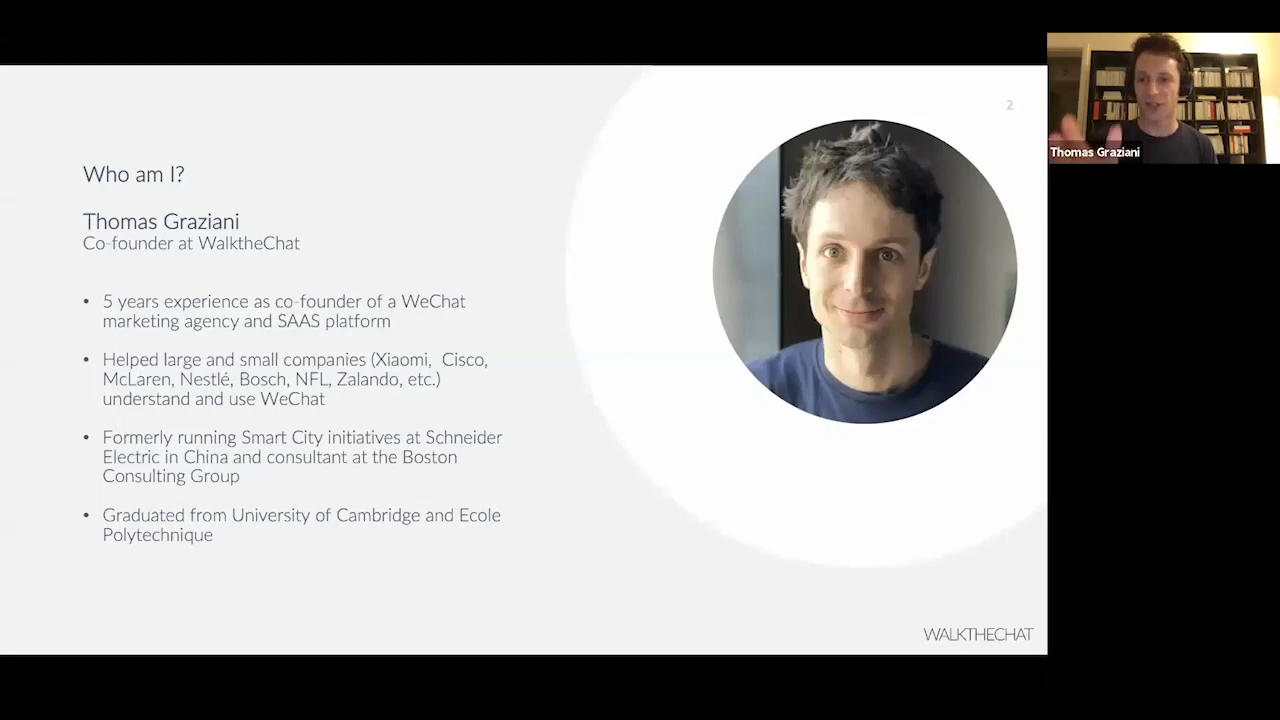 2
Who am I?
Thomas Graziani
Co-founder at WalktheChat
• 5 years experience as co-founder of a WeChat
marketing agency and SAAS platform
• Helped large and small companies (Xiaomi, Cisco,
McLaren, Nestlé, Bosch, NFL, Zalando, etc.)
understand and use WeChat
• Formerly running Smart City initiatives at Schneider
Electric in China and consultant at the Boston
Consulting Group
• Graduated from University of Cambridge and Ecole
Polytechnique
WALKTHECHAT
Thomas Graziani